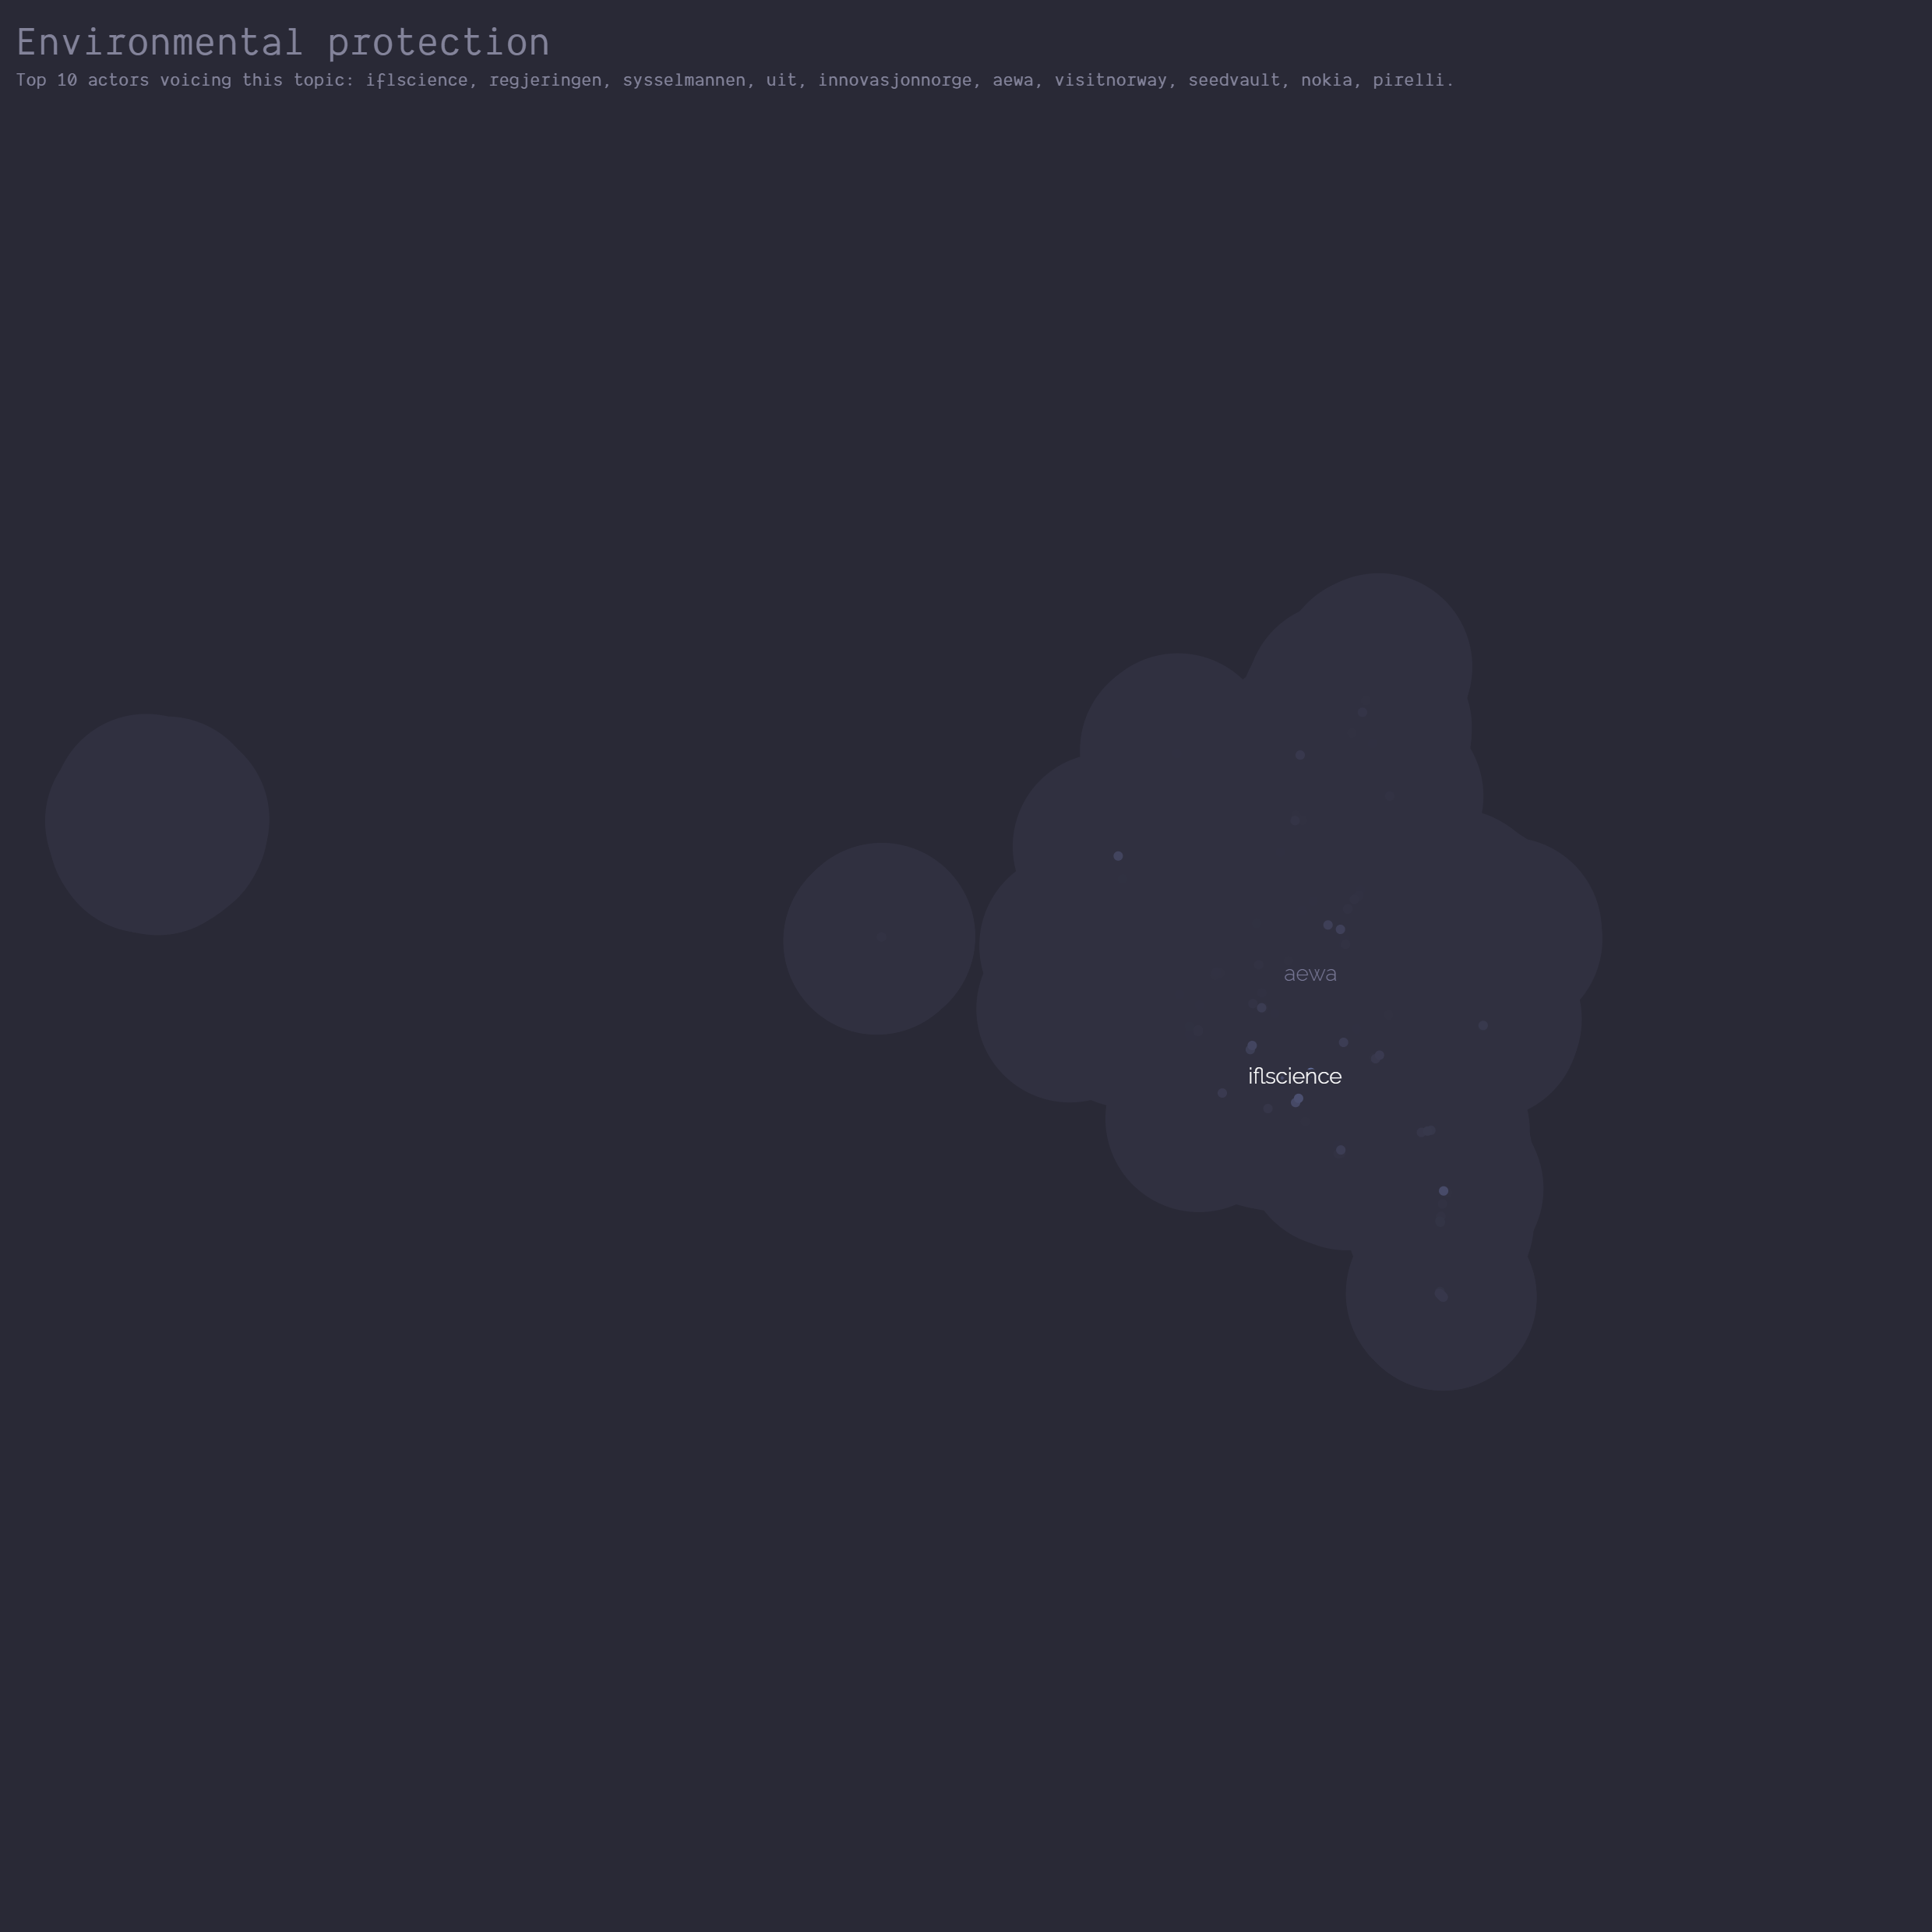 Environmental protection
Top 10 actors voicing this topic: iflscience, regjeringen, sysselmannen, uit, innovasjonnorge, aewa, visitnorway, seedvault, nokia, pirelli.
aewa
iflscience